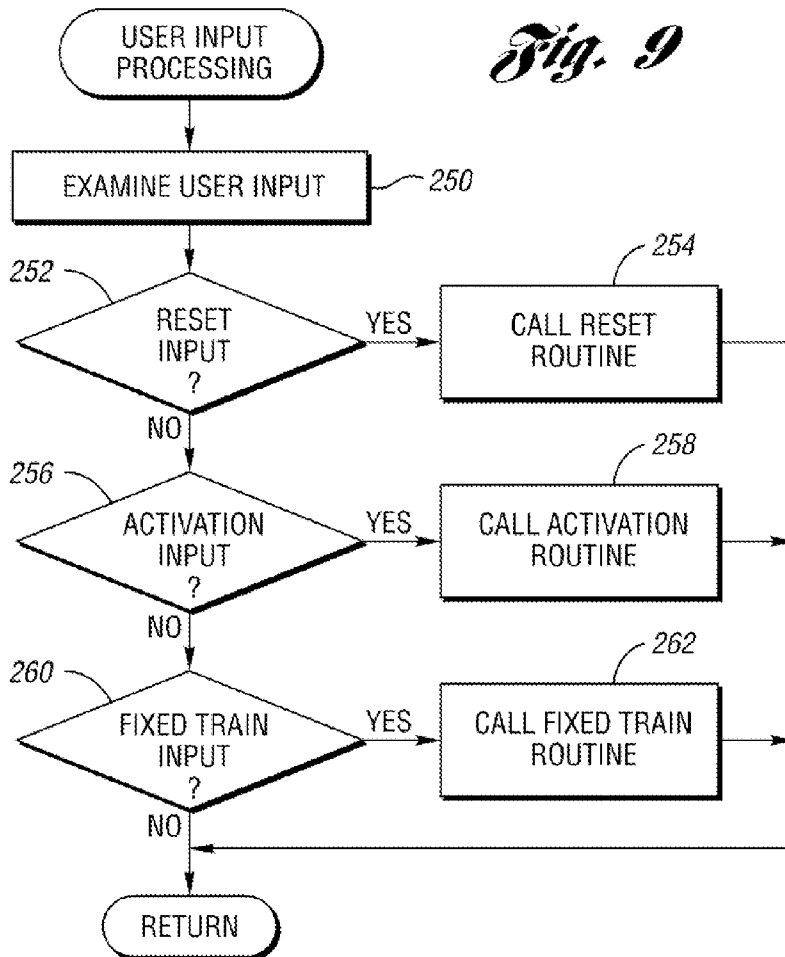 USER INPUT
PROCESSING
Fig. 9
EXAMINE USER INPUT
250
252
RESET
INPUT
?
YES
254
CALL RESET
ROUTINE
NO
256
ACTIVATION
INPUT
?
YES
258
CALL ACTIVATION
ROUTINE
NO
260
FIXED TRAIN
INPUT
?
YES
262
CALL FIXED TRAIN
ROUTINE
NO
RETURN